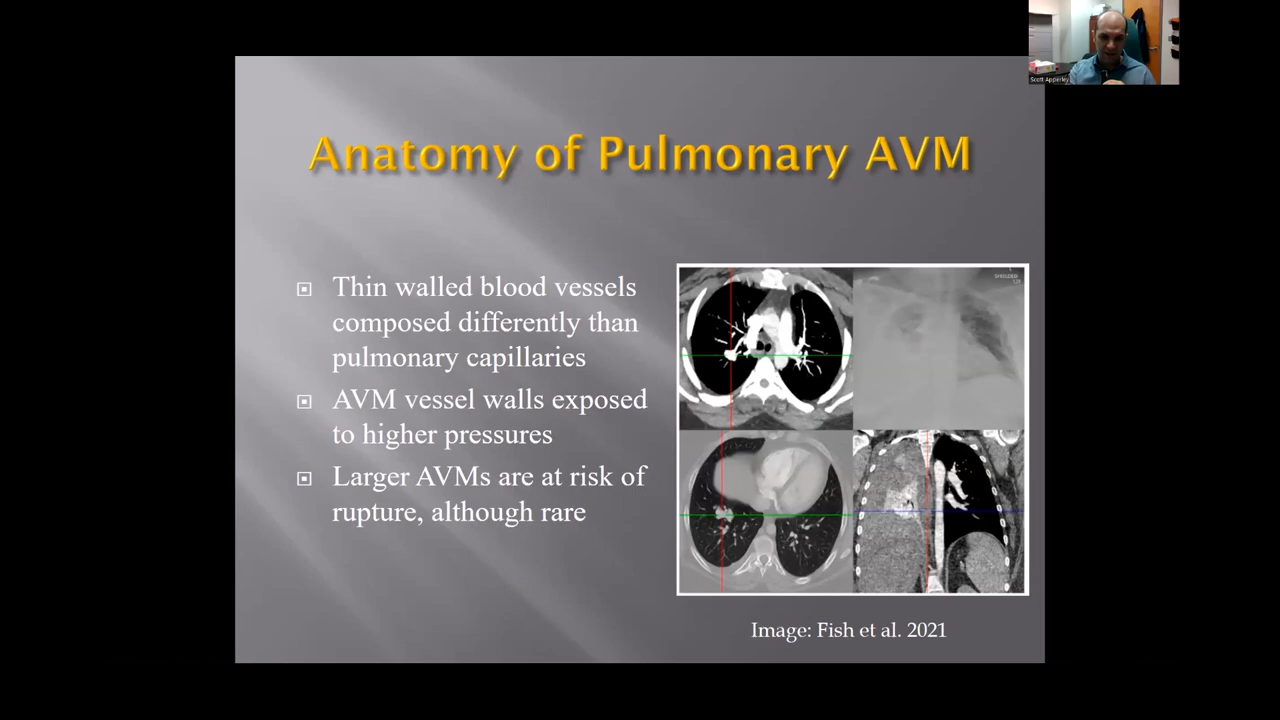 Scott Apperley
Anatomy of Pulmonary AVM
Thin walled blood vessels
composed differently than
pulmonary capillaries
AVM vessel walls exposed
to higher pressures
Larger AVMs are at risk of
rupture, although rare
Image: Fish et al. 2021